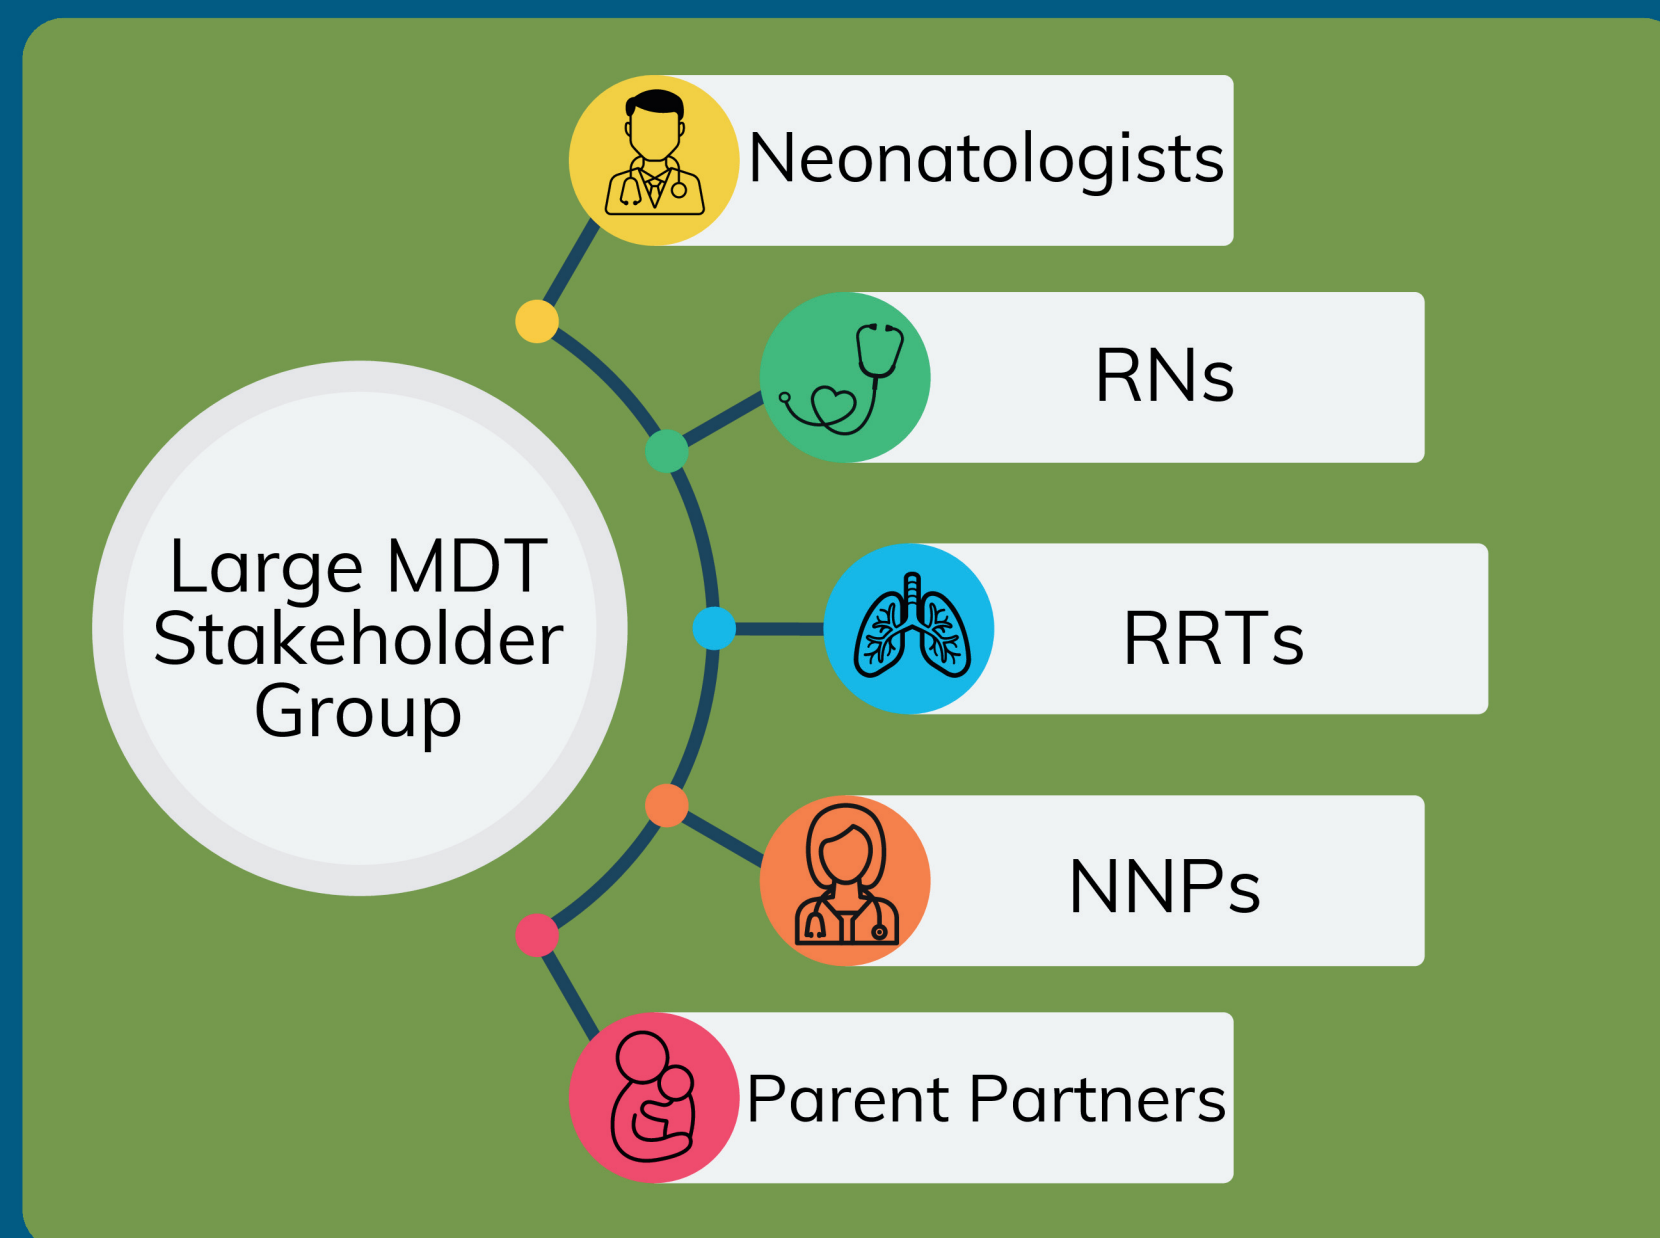 Large MDT
Stakeholder
Group
Neonatologists
RNs
RRTs
NNPs
Parent Partners